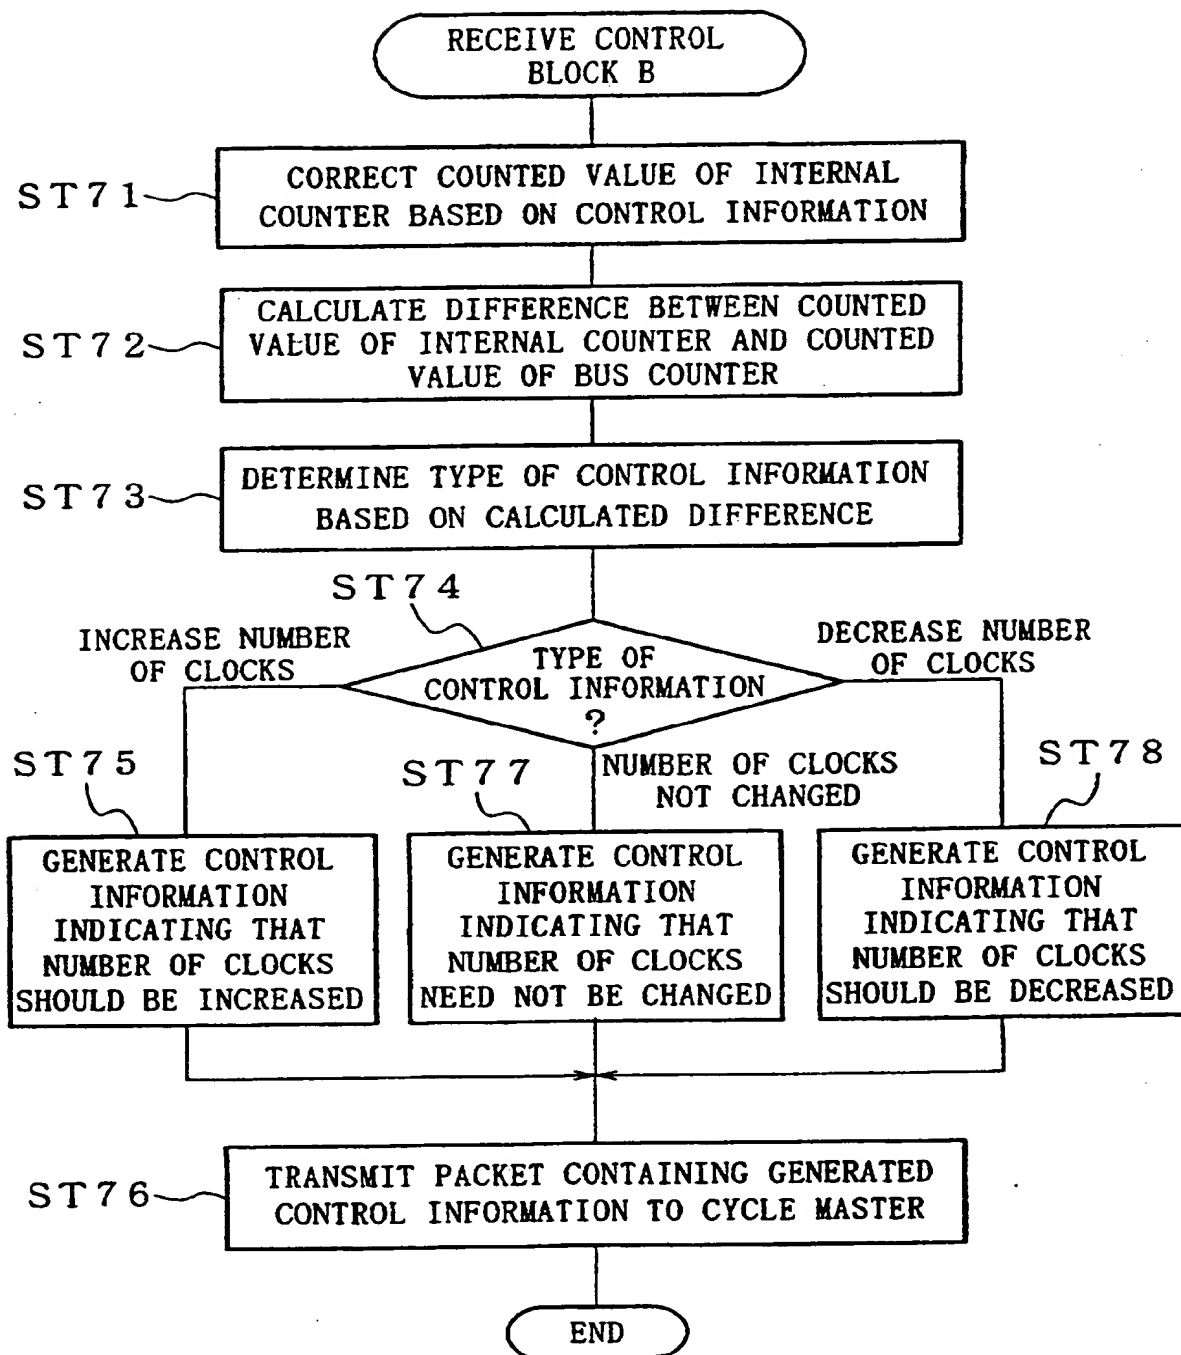 RECEIVE CONTROL
BLOCK B
ST71
CORRECT COUNTED VALUE OF INTERNAL
COUNTER BASED ON CONTROL INFORMATION
ST72
CALCULATE DIFFERENCE BETWEEN COUNTED
VALUE OF INTERNAL COUNTER AND COUNTED
VALUE OF BUS COUNTER
ST73
DETERMINE TYPE OF CONTROL INFORMATION
BASED ON CALCULATED DIFFERENCE
ST74
TYPE OF
CONTROL INFORMATION
?
INCREASE NUMBER
OF CLOCKS
DECREASE NUMBER
OF CLOCKS
NUMBER OF CLOCKS
NOT CHANGED
ST75
GENERATE CONTROL
INFORMATION
INDICATING THAT
NUMBER OF CLOCKS
SHOULD BE INCREASED
ST77
GENERATE CONTROL
INFORMATION
INDICATING THAT
NUMBER OF CLOCKS
NEED NOT BE CHANGED
ST78
GENERATE CONTROL
INFORMATION
INDICATING THAT
NUMBER OF CLOCKS
SHOULD BE DECREASED
ST76
TRANSMIT PACKET CONTAINING GENERATED
CONTROL INFORMATION TO CYCLE MASTER
END